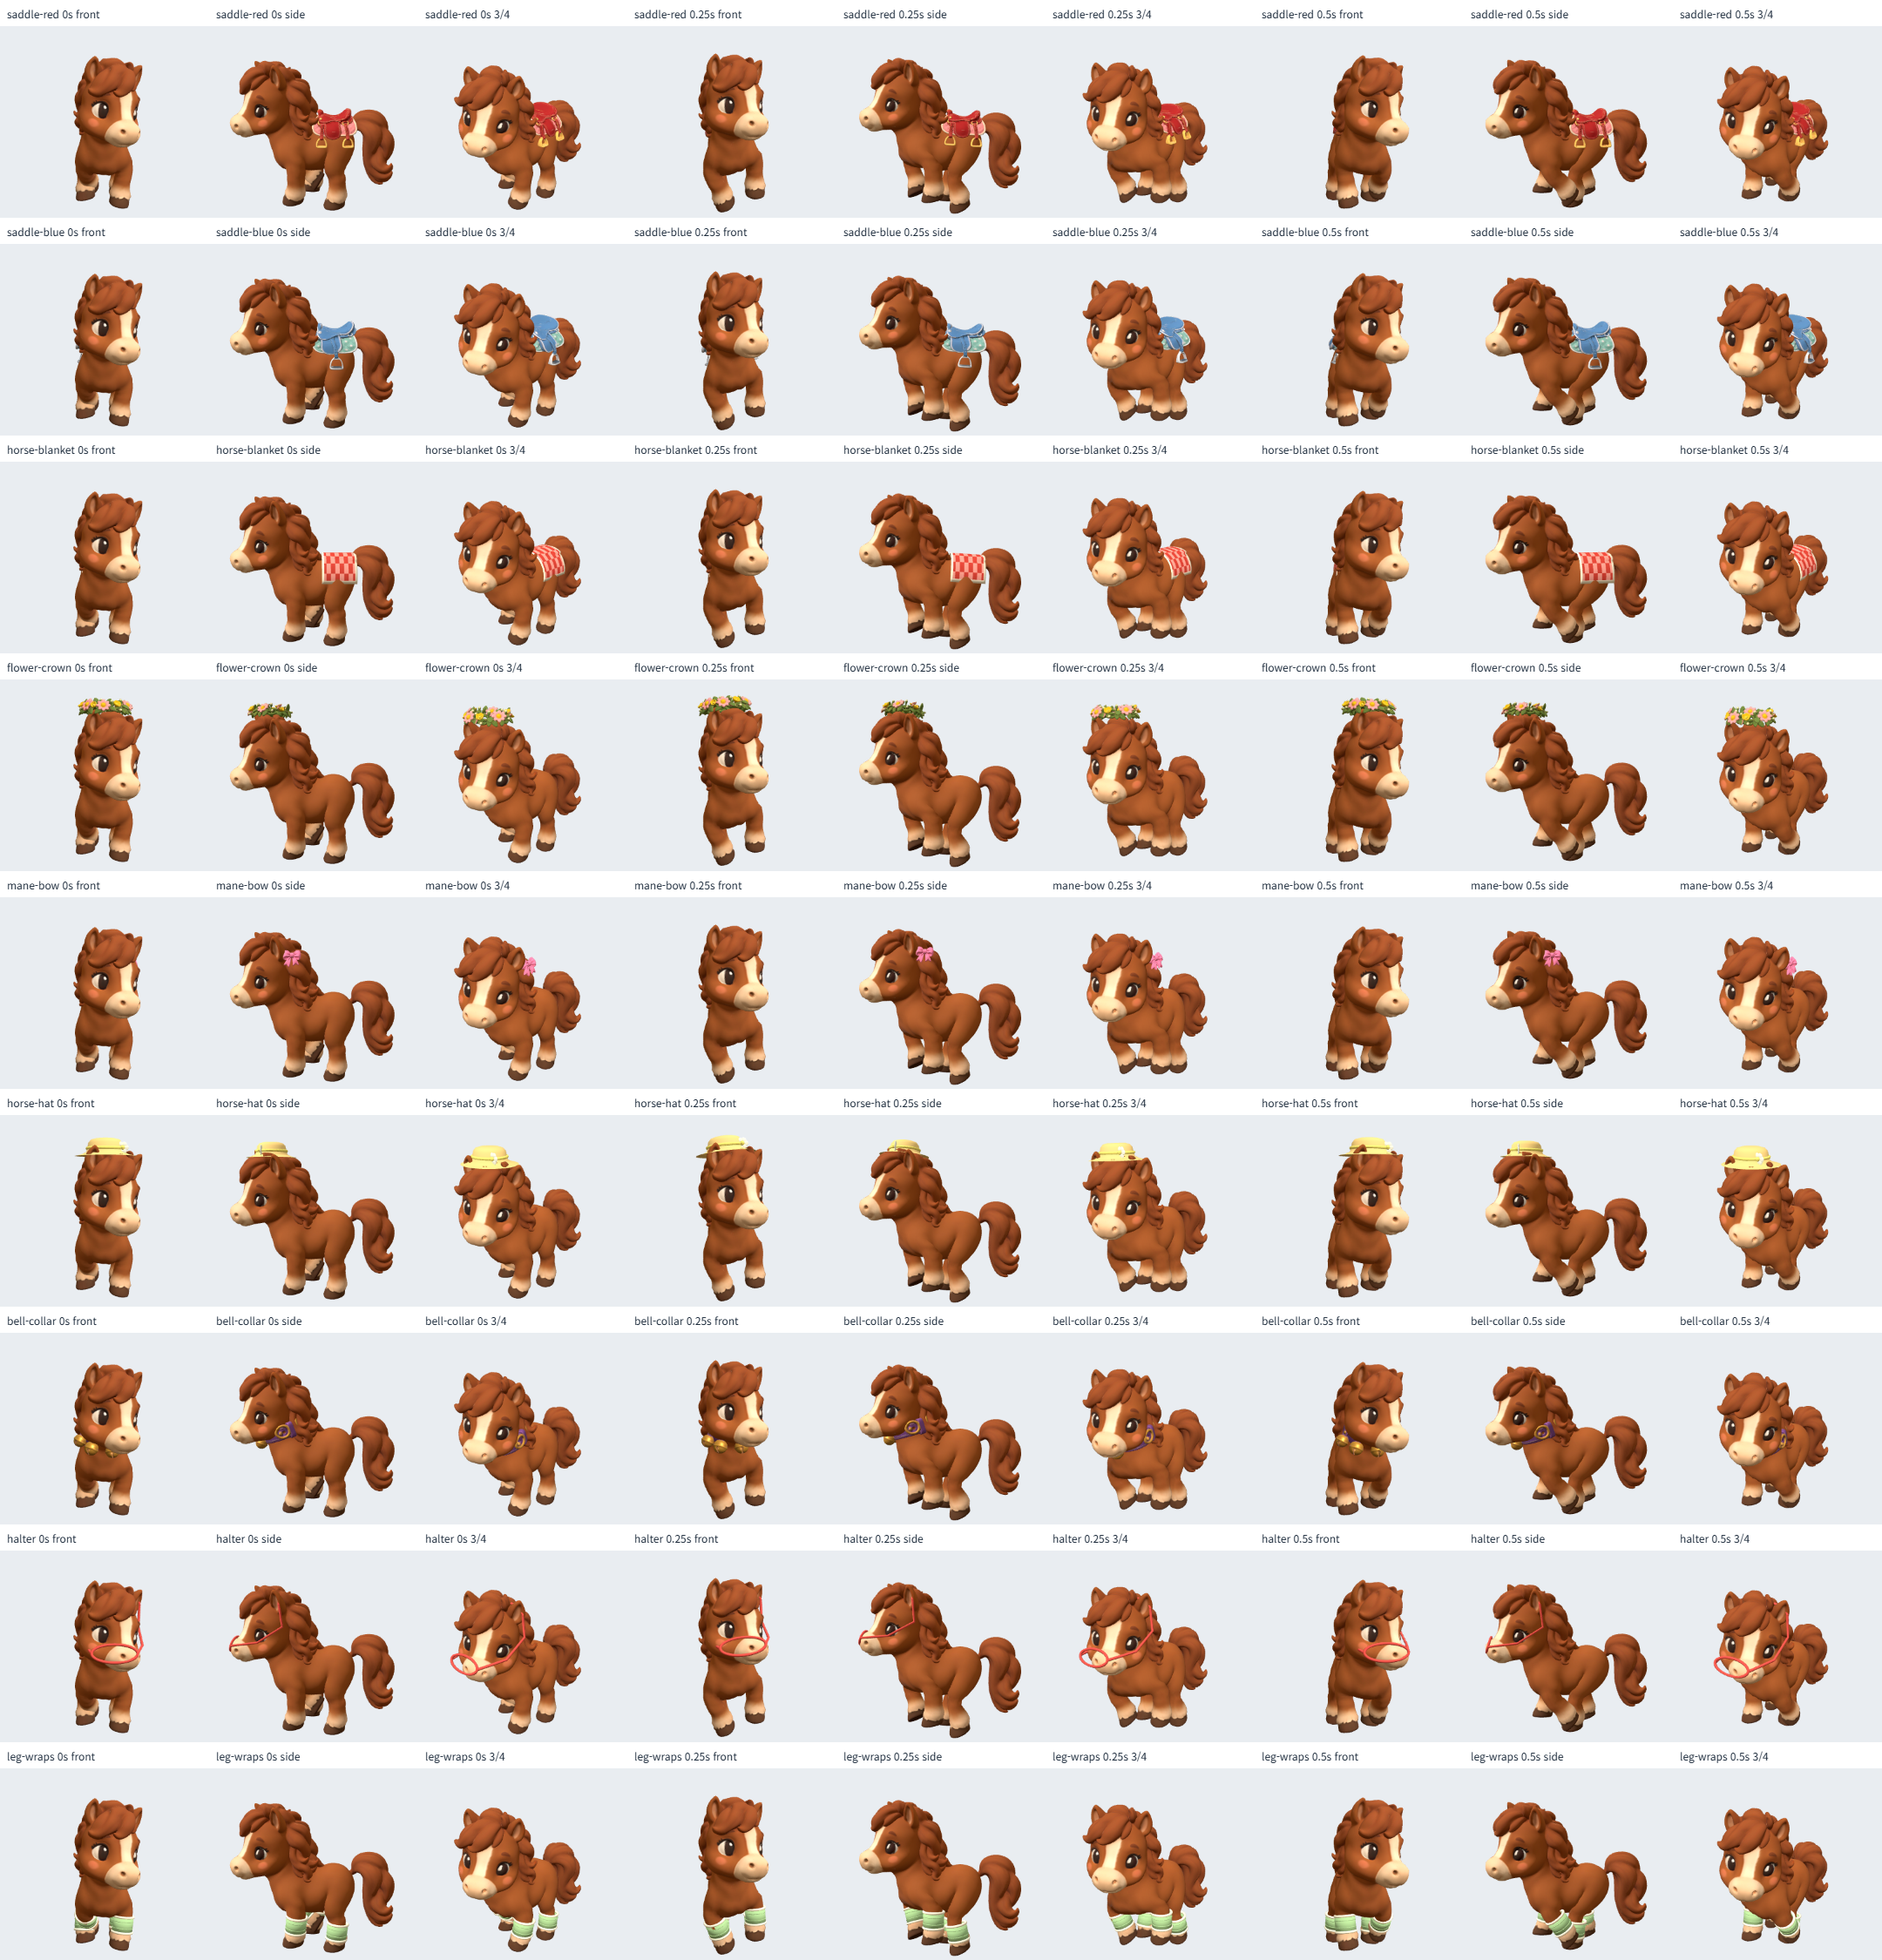 saddle-red 0s front saddle-red 0s side saddle-red 0s 3/4 saddle-red 0.25s front saddle-red 0.25s side saddle-red 0.25s 3/4 saddle-red 0.5s front saddle-red 0.5s side saddle-red 0.5s 3/4
saddle-blue 0s front saddle-blue 0s side saddle-blue 0s 3/4 saddle-blue 0.25s front saddle-blue 0.25s side saddle-blue 0.25s 3/4 saddle-blue 0.5s front saddle-blue 0.5s side saddle-blue 0.5s 3/4
horse-blanket 0s front horse-blanket 0s side horse-blanket 0s 3/4 horse-blanket 0.25s front horse-blanket 0.25s side horse-blanket 0.25s 3/4 horse-blanket 0.5s front horse-blanket 0.5s side horse-blanket 0.5s 3/4
flower-crown 0s front flower-crown 0s side flower-crown 0s 3/4 flower-crown 0.25s front flower-crown 0.25s side flower-crown 0.25s 3/4 flower-crown 0.5s front flower-crown 0.5s side flower-crown 0.5s 3/4
mane-bow 0s front mane-bow 0s side mane-bow 0s 3/4 mane-bow 0.25s front mane-bow 0.25s side mane-bow 0.25s 3/4 mane-bow 0.5s front mane-bow 0.5s side mane-bow 0.5s 3/4
horse-hat 0s front horse-hat 0s side horse-hat 0s 3/4 horse-hat 0.25s front horse-hat 0.25s side horse-hat 0.25s 3/4 horse-hat 0.5s front horse-hat 0.5s side horse-hat 0.5s 3/4
bell-collar 0s front bell-collar 0s side bell-collar 0s 3/4 bell-collar 0.25s front bell-collar 0.25s side bell-collar 0.25s 3/4 bell-collar 0.5s front bell-collar 0.5s side bell-collar 0.5s 3/4
halter 0s front halter 0s side halter 0s 3/4 halter 0.25s front halter 0.25s side halter 0.25s 3/4 halter 0.5s front halter 0.5s side halter 0.5s 3/4
leg-wraps 0s front leg-wraps 0s side leg-wraps 0s 3/4 leg-wraps 0.25s front leg-wraps 0.25s side leg-wraps 0.25s 3/4 leg-wraps 0.5s front leg-wraps 0.5s side leg-wraps 0.5s 3/4